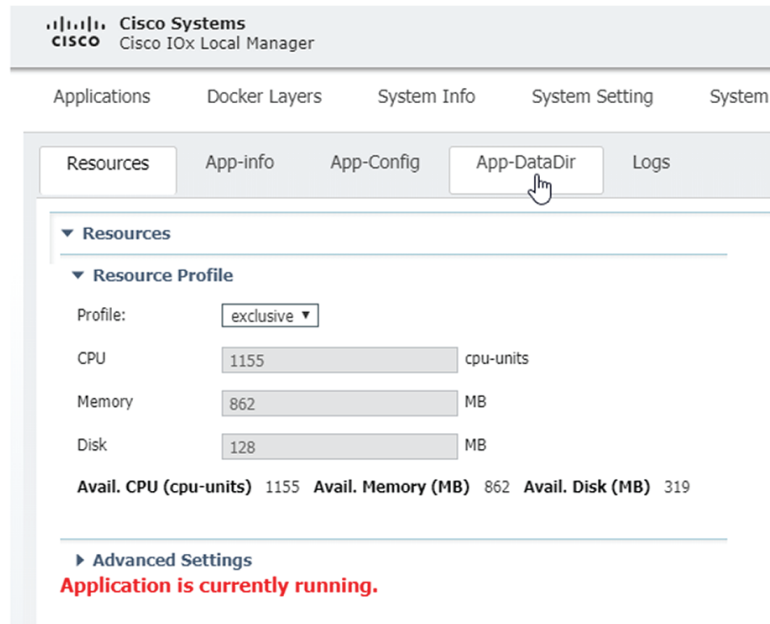 Cisco Systems
CISCO Cisco IOx Local Manager
Applications Docker Layers System Info System Setting System
Resources App-info App-Config App-DataDir Logs
Resources
Resource Profile
Profile: exclusive
CPU 1155 cpu-units
Memory 862 MB
Disk 128 MB
Avail. CPU (cpu-units) 1155 Avail. Memory (MB) 862 Avail. Disk (MB) 319
Advanced Settings
Application is currently running.